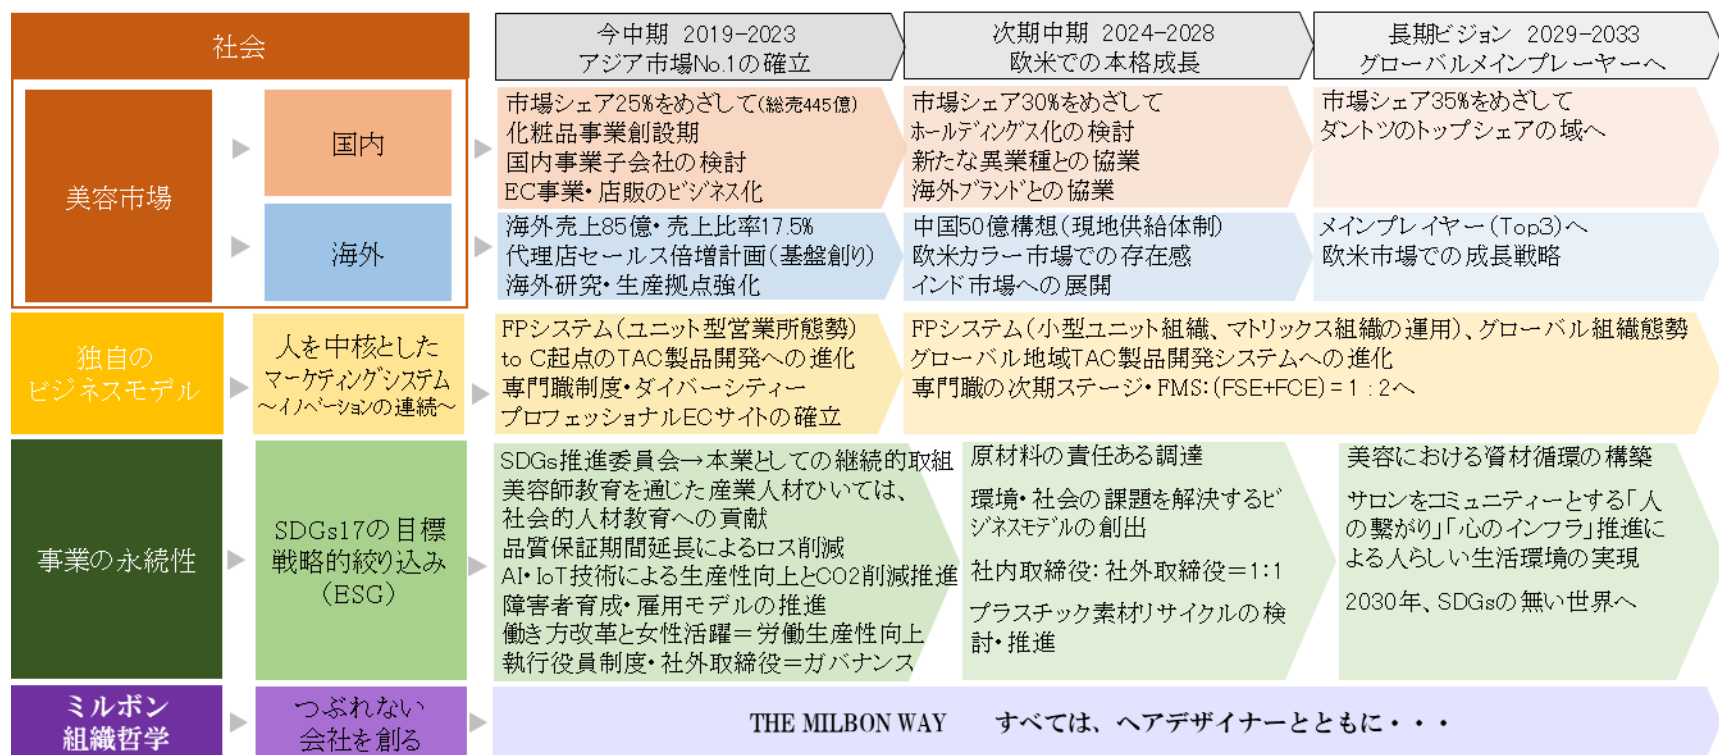 社会
今中期 2019-2023
アジア市場No.1の確立
次期中期 2024-2028
欧米での本格成長
長期ビジョン 2029-2033
グローバルメインプレーヤーへ
美容市場
国内
市場シェア25%をめざして(総売445億)
化粧品事業創設期
国内事業子会社の検討
EC事業・店販のビジネス化
市場シェア30%をめざして
ホールディングス化の検討
新たな異業種との協業
海外ブランドとの協業
市場シェア35%をめざして
ダントツのトップシェアの域へ
海外
海外売上85億・売上比率17.5%
代理店セールス倍増計画(基盤創り)
海外研究・生産拠点強化
中国50億構想(現地供給体制)
欧米カラー市場での存在感
インド市場への展開
メインプレイヤー(Top3)へ
欧米市場での成長戦略
独自の
ビジネスモデル
人を中核とした
マーケティングシステム
~イノベーションの連続~
FPシステム(ユニット型営業所態勢)
to C起点のTAC製品開発への進化
専門職制度・ダイバーシティー
プロフェッショナルECサイトの確立
FPシステム(小型ユニット組織、マトリックス組織の運用)、グローバル組織態勢
グローバル地域TAC製品開発システムへの進化
専門職の次期ステージ・FMS:(FSE+FCE)=1:2へ
事業の永続性
SDGs17の目標
戦略的絞り込み
(ESG)
SDGs推進委員会→本業としての継続的取組
美容師教育を通じた産業人材ひいては、
社会的人材教育への貢献
品質保証期間延長によるロス削減
AI・IoT技術による生産性向上とCO2削減推進
障害者育成・雇用モデルの推進
働き方改革と女性活躍=労働生産性向上
執行役員制度・社外取締役=ガバナンス
原材料の責任ある調達
環境・社会の課題を解決するビ
ジネスモデルの創出
社内取締役:社外取締役=1:1
プラスチック素材リサイクルの検
討・推進
美容における資材循環の構築
サロンをコミュニティーとする「人
の繋がり」「心のインフラ」推進に
よる人らしい生活環境の実現
2030年、SDGsの無い世界へ
ミルボン
組織哲学
つぶれない
会社を創る
THE MILBON WAY すべては、ヘアデザイナーとともに・・・